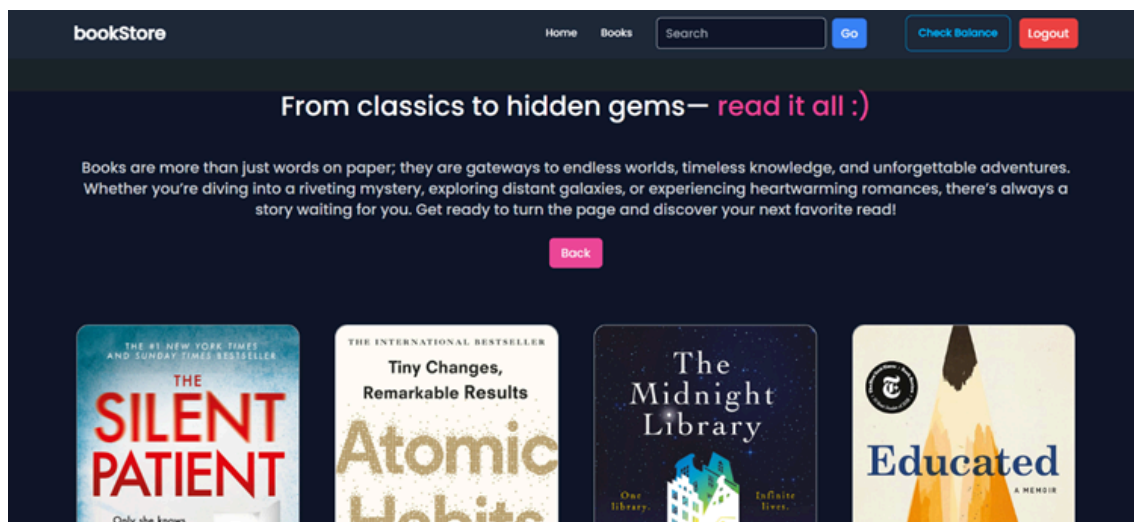 bookStore
Home Books Search Go Check Balance Logout
From classics to hidden gems— read it all :)
Books are more than just words on paper; they are gateways to endless worlds, timeless knowledge, and unforgettable adventures.
Whether you're diving into a riveting mystery, exploring distant galaxies, or experiencing heartwarming romances, there's always a
story waiting for you. Get ready to turn the page and discover your next favorite read!
Back
THE #1 NEW YORK TIMES
AND SUNDAY TIMES BESTSELLER
THE
SILENT
PATIENT
Only she knows
THE INTERNATIONAL BESTSELLER
Tiny Changes,
Remarkable Results
Atomic
Habits
The
Midnight
Library
One
library.
Infinite
lives.
Educated
A MEMOIR